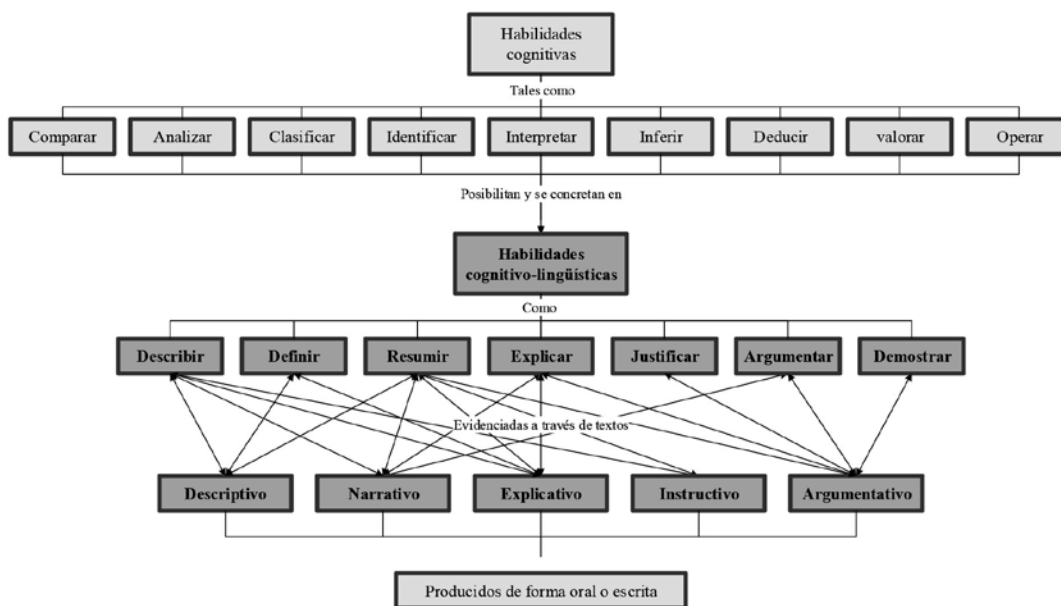 Habilidades
cognitivas
Tales como
Comparar
Analizar
Clasificar
Identificar
Interpretar
Inferir
Deducir
valorar
Operar
Posibilitan y se concretan en
Habilidades
cognitivo-lingüísticas
Como
Describir
Definir
Resumir
Explicar
Justificar
Argumentar
Demostrar
Evidenciadas a través de textos
Descriptivo
Narrativo
Explicativo
Instructivo
Argumentativo
Producidos de forma oral o escrita